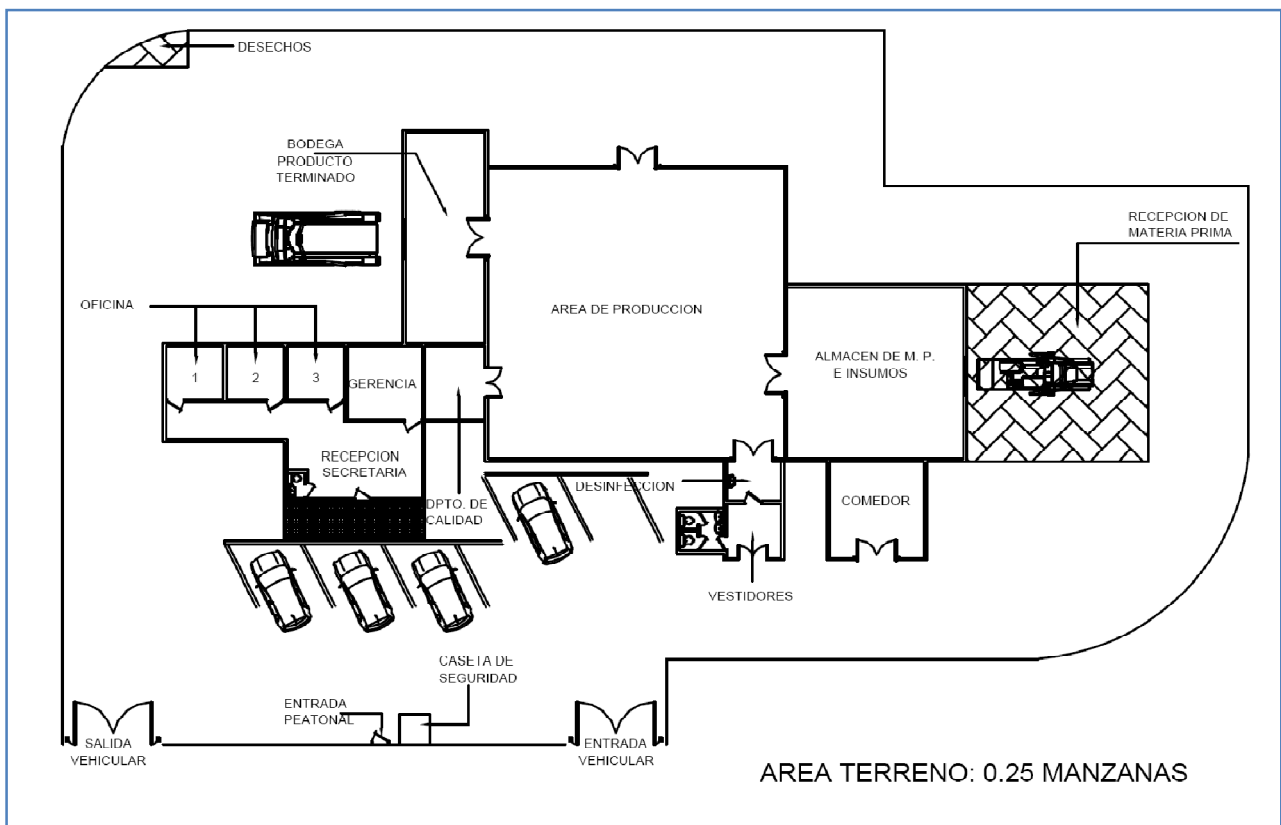 DESECHOS
BODEGA
PRODUCTO
TERMINADO
RECEPCION DE
MATERIA PRIMA
OFICINA
AREA DE PRODUCCION
ALMACEN DE M. P.
E INSUMOS
1
2
3
GERENCIA
RECEPCION
SECRETARIA
DESINFECCION
DPTO. DE
CALIDAD
COMEDOR
VESTIDORES
CASETA DE
SEGURIDAD
ENTRADA
PEATONAL
SALIDA
VEHICULAR
ENTRADA
VEHICULAR
AREA TERRENO: 0.25 MANZANAS